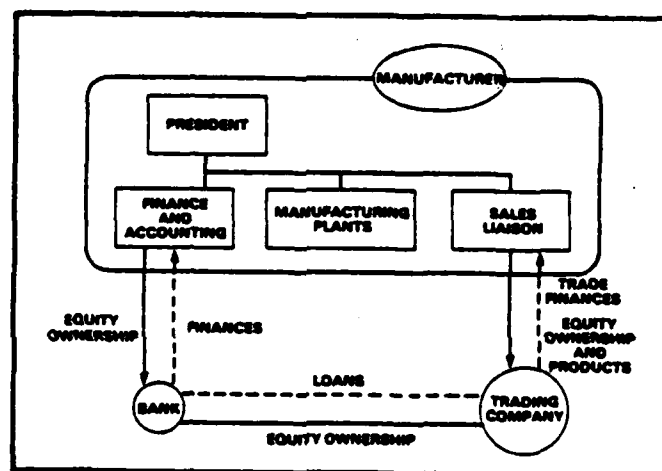 MANUFACTURER
PRESIDENT
FINANCE
AND
ACCOUNTING
MANUFACTURING
PLANTS
SALES
LIAISON
EQUITY
OWNERSHIP
FINANCES
TRADE
FINANCES
EQUITY
OWNERSHIP
AND
PRODUCTS
LOANS
BANK
TRADING
COMPANY
EQUITY OWNERSHIP